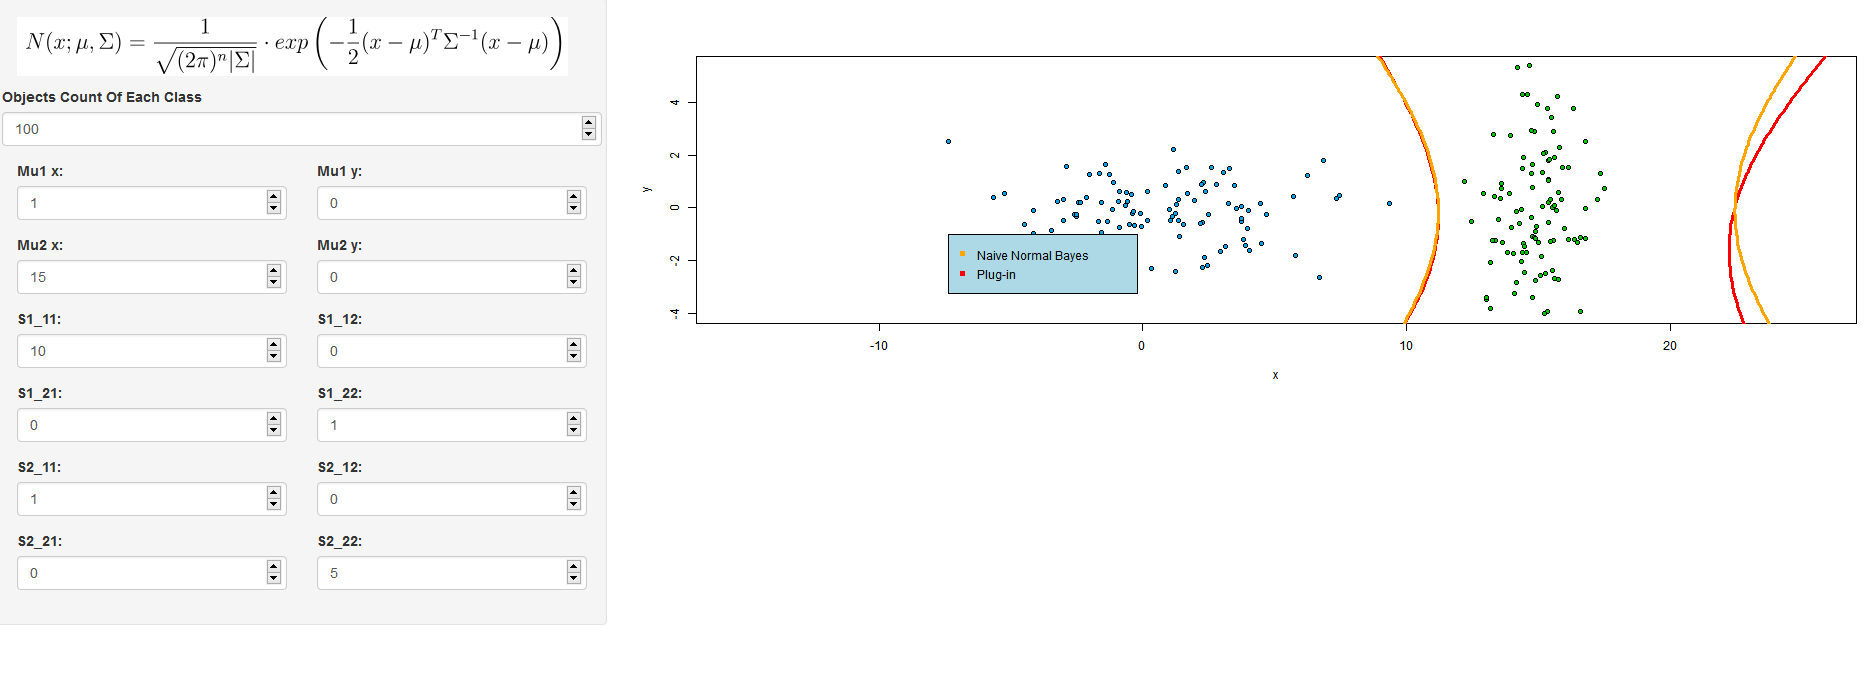 N(x; μ, Σ) = 1 / √((2π)ⁿ|Σ|) · exp(−1/2 (x − μ)ᵀ Σ⁻¹ (x − μ))
Objects Count Of Each Class
100
Mu1 x: Mu1 y:
1 0
Mu2 x: Mu2 y:
15 0
S1_11: S1_12:
10 0
S1_21: S1_22:
0 1
S2_11: S2_12:
1 0
S2_21: S2_22:
0 5
y
4
2
0
-2
-4
Naive Normal Bayes
Plug-in
-10 0 10 20
x